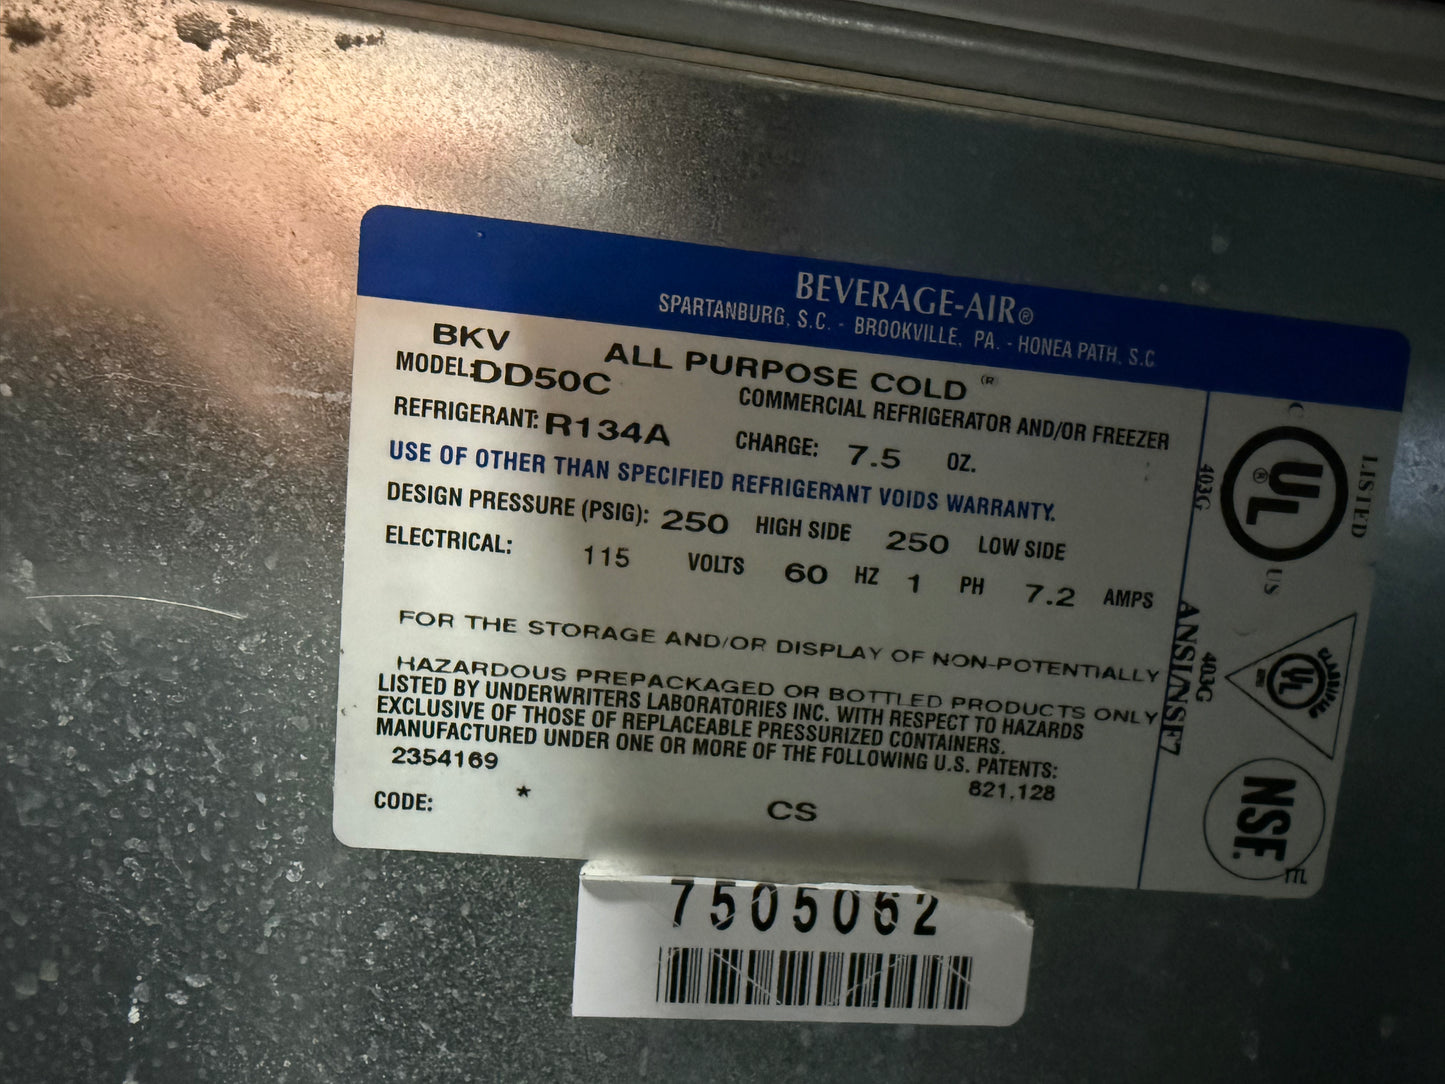 BEVERAGE-AIR®
SPARTANBURG, S.C. - BROOKVILLE, PA. - HONEA PATH, S.C.
BKV ALL PURPOSE COLD (R)
MODEL: DD50C COMMERCIAL REFRIGERATOR AND/OR FREEZER
REFRIGERANT: R134A CHARGE: 7.5 OZ.
USE OF OTHER THAN SPECIFIED REFRIGERANT VOIDS WARRANTY.
DESIGN PRESSURE (PSIG): 250 HIGH SIDE 250 LOW SIDE
ELECTRICAL: 115 VOLTS 60 HZ 1 PH 7.2 AMPS
FOR THE STORAGE AND/OR DISPLAY OF NON-POTENTIALLY
HAZARDOUS PREPACKAGED OR BOTTLED PRODUCTS ONLY
LISTED BY UNDERWRITERS LABORATORIES INC. WITH RESPECT TO HAZARDS
EXCLUSIVE OF THOSE OF REPLACEABLE PRESSURIZED CONTAINERS.
MANUFACTURED UNDER ONE OR MORE OF THE FOLLOWING U.S. PATENTS:
2354169 821,128
CODE: * CS
C UL® US
LISTED
403G
ANSI/NSF7
403G
UL CLASSIFIED
NSF.
TTL
7505062